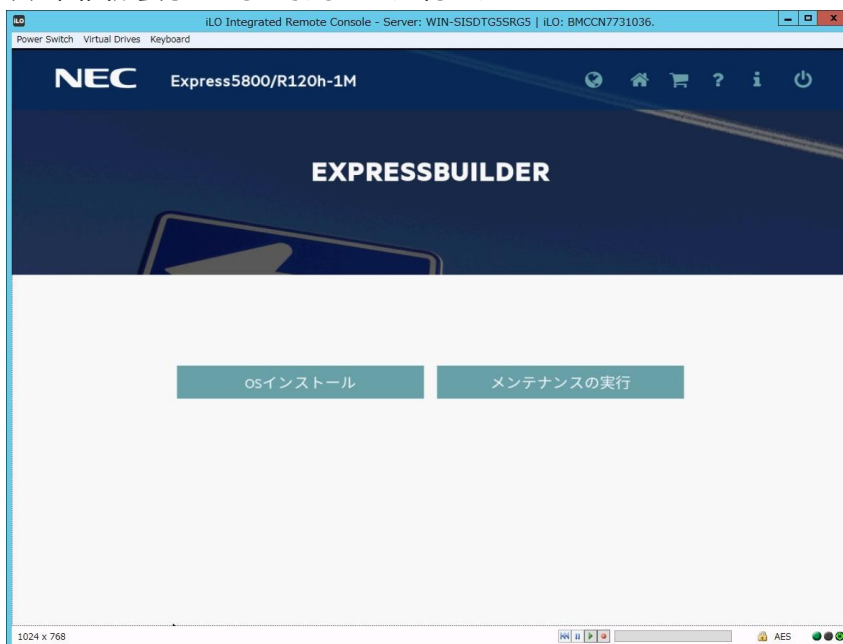 iLO Integrated Remote Console - Server: WIN-SISDTG5SRG5 | iLO: BMCCN7731036.
Power Switch Virtual Drives Keyboard
NEC Express5800/R120h-1M
EXPRESSBUILDER
OSインストール メンテナンスの実行
1024 x 768 AES